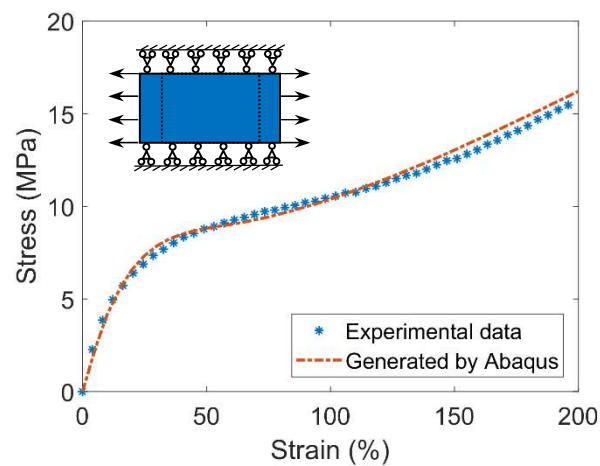 20
15
10
5
0
Stress (MPa)
Experimental data
Generated by Abaqus
0 50 100 150 200
Strain (%)